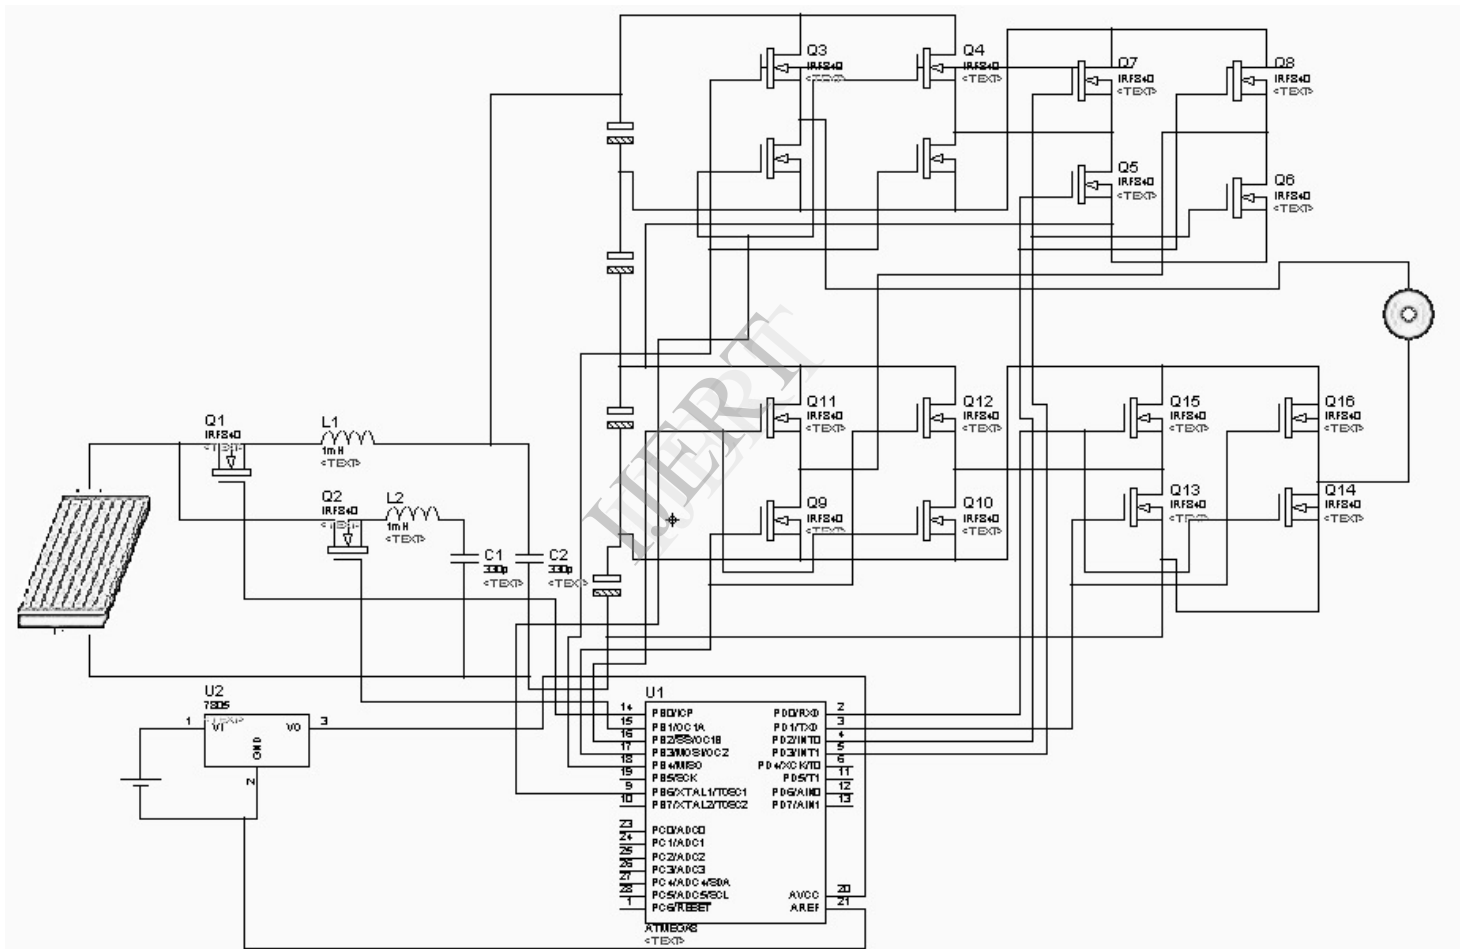 Q3
IRF840
<TEXT>
Q4
IRF840
<TEXT>
Q7
IRF840
<TEXT>
Q8
IRF840
<TEXT>
Q5
IRF840
<TEXT>
Q6
IRF840
<TEXT>
Q11
IRF840
<TEXT>
Q12
IRF840
<TEXT>
Q15
IRF840
<TEXT>
Q16
IRF840
<TEXT>
Q9
IRF840
<TEXT>
Q10
IRF840
<TEXT>
Q13
IRF840
<TEXT>
Q14
IRF840
<TEXT>
IJERT
Q1
IRF840
<TEXT>
L1
1mH
<TEXT>
Q2
IRF840
<TEXT>
L2
1mH
<TEXT>
C1
330p
<TEXT>
C2
330p
<TEXT>
U2
7805
<TEXT>
1 VI VO 3
GND
2
U1
14 PB0/ICP PD0/RXD 2
15 PB1/OC1A PD1/TXD 3
16 PB2/SS/OC1B PD2/INT0 4
17 PB3/MOSI/OC2 PD3/INT1 5
18 PB4/MISO PD4/XCK/T0 6
19 PB5/SCK PD5/T1 11
9 PB6/XTAL1/TOSC1 PD6/AIN0 12
10 PB7/XTAL2/TOSC2 PD7/AIN1 13
23 PC0/ADC0
24 PC1/ADC1
25 PC2/ADC2
26 PC3/ADC3
27 PC4/ADC4/SDA
28 PC5/ADC5/SCL AVCC 20
1 PC6/RESET AREF 21
ATMEGA8
<TEXT>